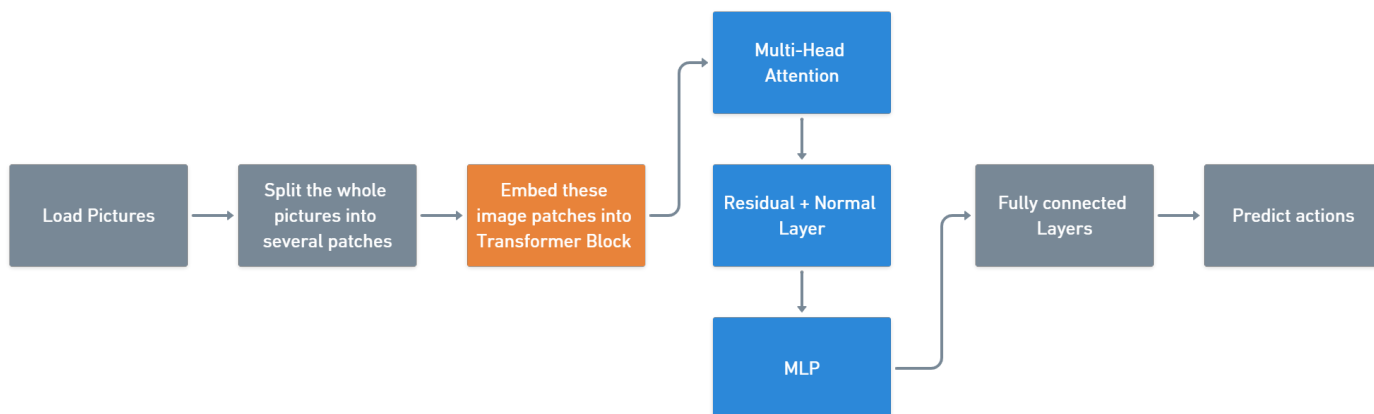 Load Pictures
Split the whole
pictures into
several patches
Embed these
image patches into
Transformer Block
Multi-Head
Attention
Residual + Normal
Layer
MLP
Fully connected
Layers
Predict actions